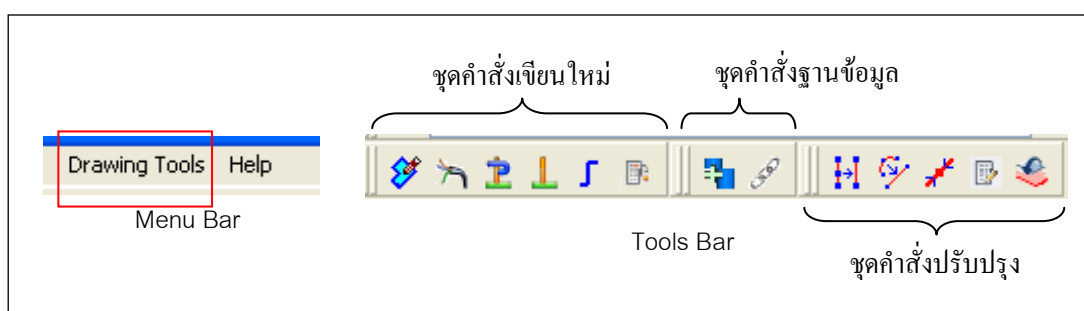 ชุดคำสั่งเขียนใหม่ ชุดคำสั่งฐานข้อมูล
Drawing Tools Help
Menu Bar
Tools Bar
ชุดคำสั่งปรับปรุง